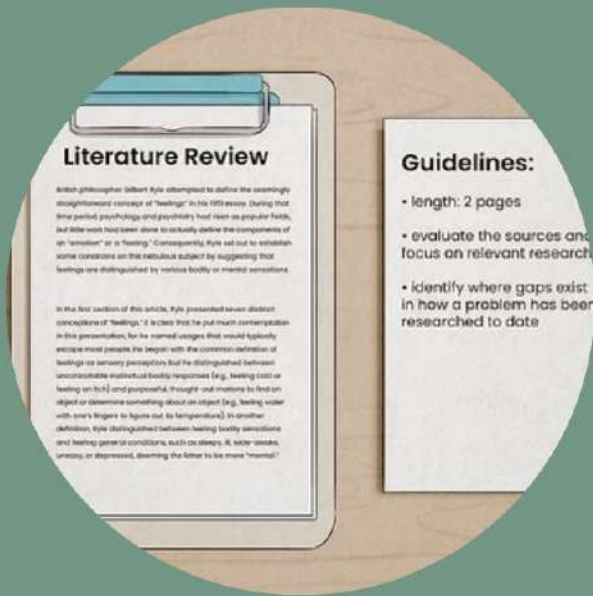 Literature Review
British philosopher Gilbert Ryle attempted to define the seemingly
straightforward concept of "feelings" in his 1951 essay. During that
time period, psychology and psychiatry had risen as popular fields,
but little work had been done to actually define the components of
an "emotion" or a "feeling." Consequently, Ryle set out to establish
some constraints on this nebulous subject by suggesting that
feelings are distinguished by various bodily or mental sensations.
In the first section of this article, Ryle presented seven distinct
conceptions of "feelings." It is clear that he put much contemplation
in this presentation, for he named usages that would typically
escape most people. He began with the common definition of
feelings as sensory perception, but he distinguished between
uncontrollable instinctual bodily responses (e.g., feeling cold or
feeling an itch) and purposeful, thought-out motions to find an
object or determine something about an object (e.g., feeling water
with one's fingers to figure out its temperature). In another
definition, Ryle distinguished between feeling bodily sensations
and feeling general conditions, such as sleepy, ill, wide-awake,
uneasy, or depressed, deeming the latter to be more "mental."
Guidelines:
• length: 2 pages
• evaluate the sources and
focus on relevant research
• identify where gaps exist
in how a problem has been
researched to date